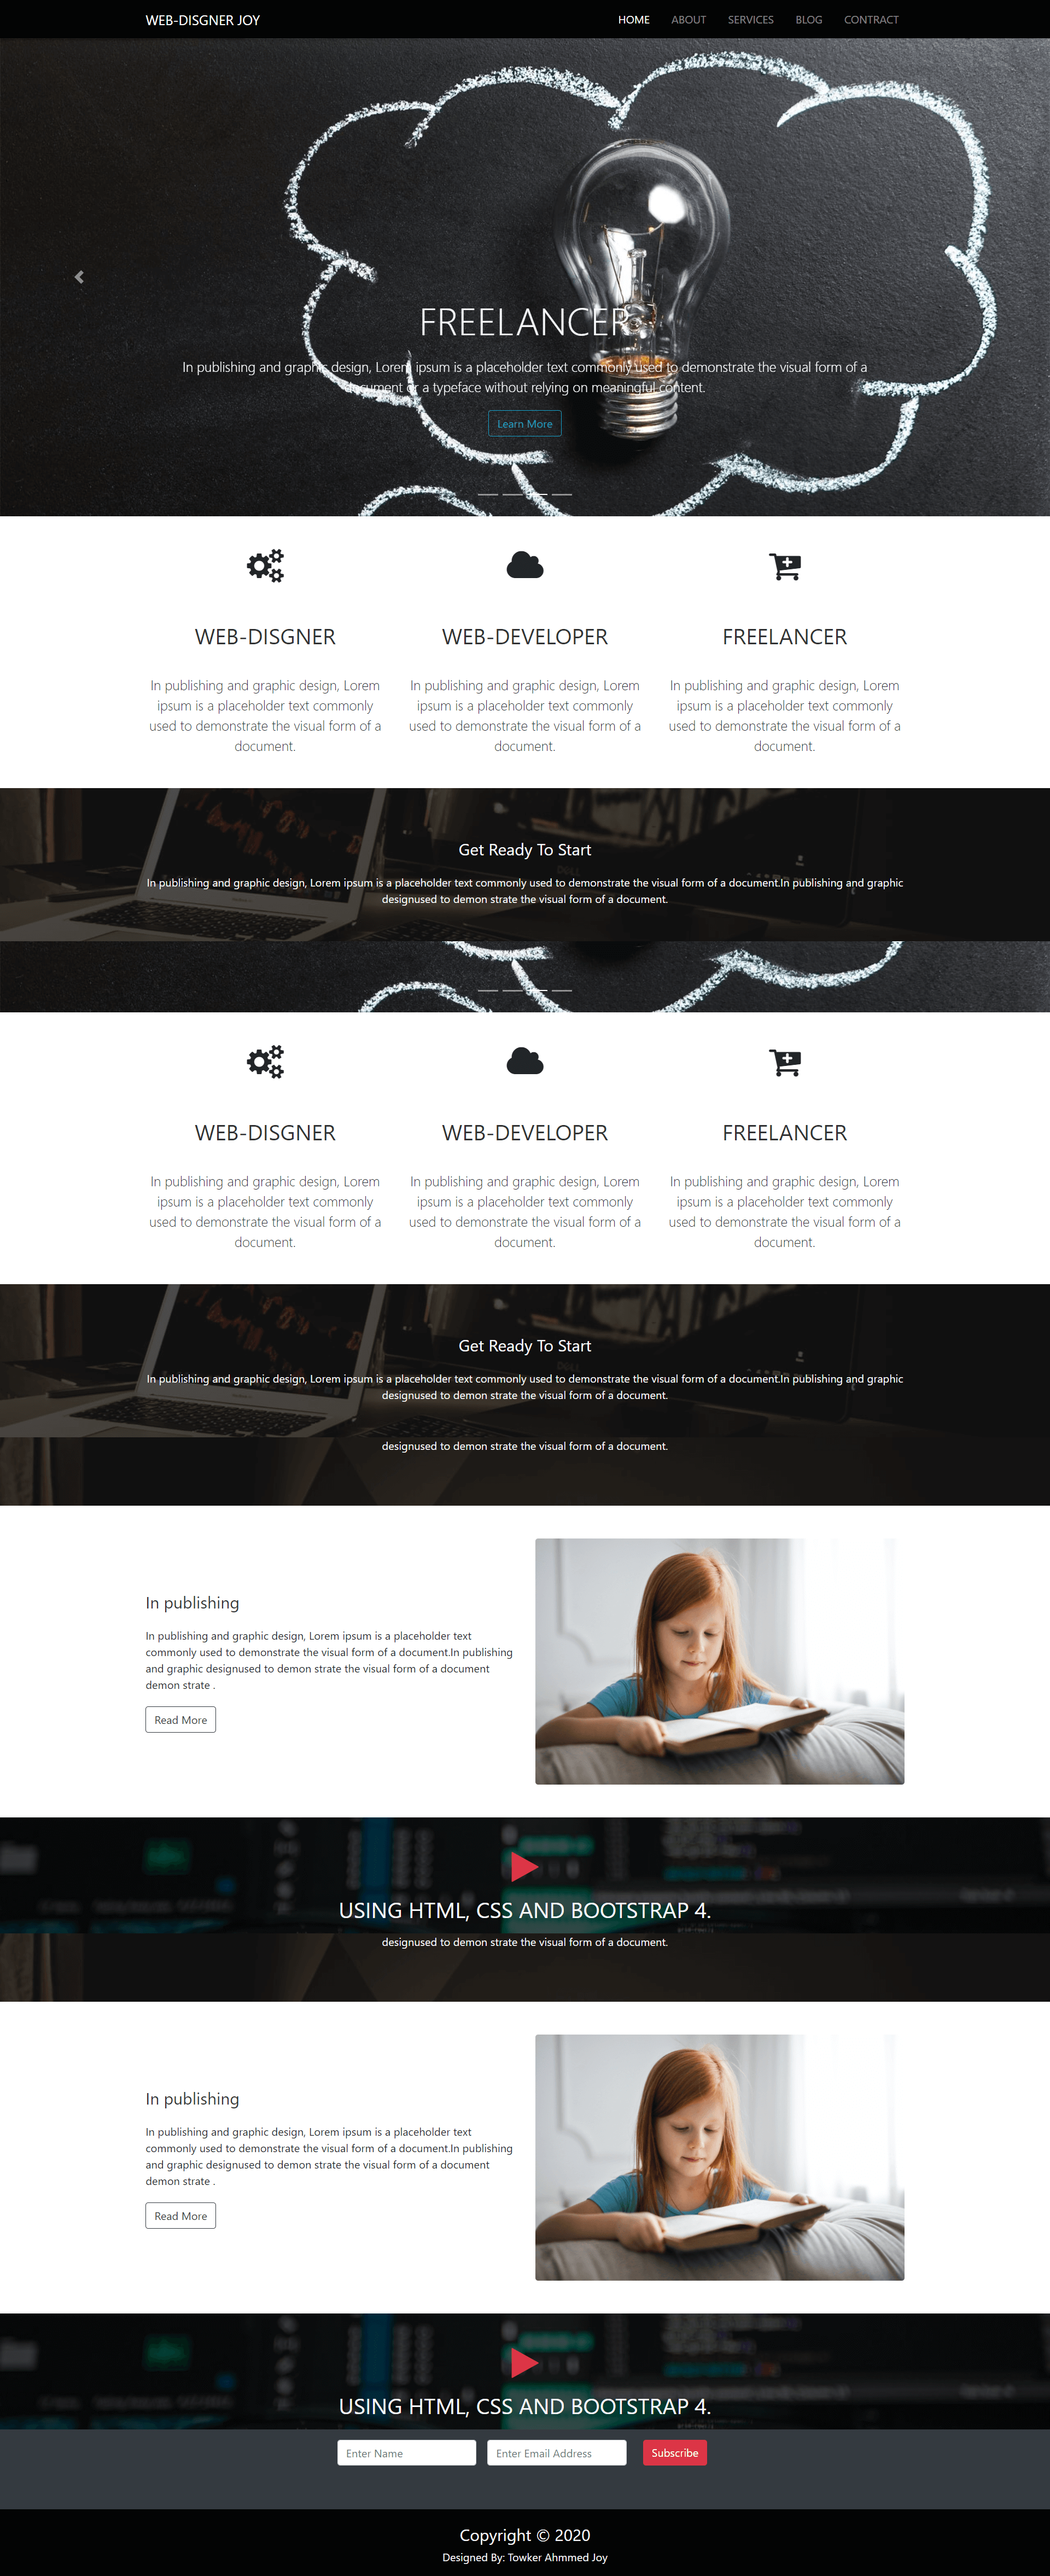 WEB-DISGNER JOY
HOME ABOUT SERVICES BLOG CONTRACT
FREELANCER
In publishing and graphic design, Lorem ipsum is a placeholder text commonly used to demonstrate the visual form of a
document or a typeface without relying on meaningful content.
Learn More
WEB-DISGNER
In publishing and graphic design, Lorem
ipsum is a placeholder text commonly
used to demonstrate the visual form of a
document.
WEB-DEVELOPER
In publishing and graphic design, Lorem
ipsum is a placeholder text commonly
used to demonstrate the visual form of a
document.
FREELANCER
In publishing and graphic design, Lorem
ipsum is a placeholder text commonly
used to demonstrate the visual form of a
document.
Get Ready To Start
In publishing and graphic design, Lorem ipsum is a placeholder text commonly used to demonstrate the visual form of a document.In publishing and graphic
designused to demon strate the visual form of a document.
WEB-DISGNER
In publishing and graphic design, Lorem
ipsum is a placeholder text commonly
used to demonstrate the visual form of a
document.
WEB-DEVELOPER
In publishing and graphic design, Lorem
ipsum is a placeholder text commonly
used to demonstrate the visual form of a
document.
FREELANCER
In publishing and graphic design, Lorem
ipsum is a placeholder text commonly
used to demonstrate the visual form of a
document.
Get Ready To Start
In publishing and graphic design, Lorem ipsum is a placeholder text commonly used to demonstrate the visual form of a document.In publishing and graphic
designused to demon strate the visual form of a document.
designused to demon strate the visual form of a document.
In publishing
In publishing and graphic design, Lorem ipsum is a placeholder text
commonly used to demonstrate the visual form of a document.In publishing
and graphic designused to demon strate the visual form of a document
demon strate .
Read More
USING HTML, CSS AND BOOTSTRAP 4.
designused to demon strate the visual form of a document.
In publishing
In publishing and graphic design, Lorem ipsum is a placeholder text
commonly used to demonstrate the visual form of a document.In publishing
and graphic designused to demon strate the visual form of a document
demon strate .
Read More
USING HTML, CSS AND BOOTSTRAP 4.
Enter Name
Enter Email Address
Subscribe
Copyright © 2020
Designed By: Towker Ahmmed Joy